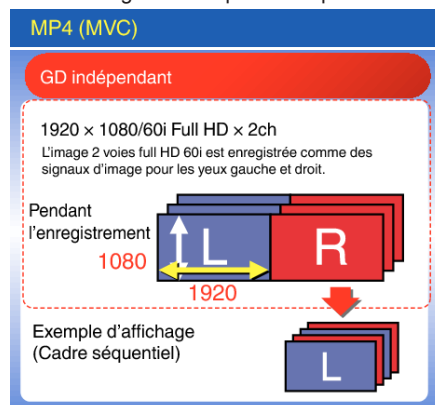 MP4 (MVC)
GD indépendant
1920 × 1080/60i Full HD × 2ch
L'image 2 voies full HD 60i est enregistrée comme des
signaux d'image pour les yeux gauche et droit.
Pendant
l'enregistrement
L
R
1080
1920
Exemple d'affichage
(Cadre séquentiel)
L